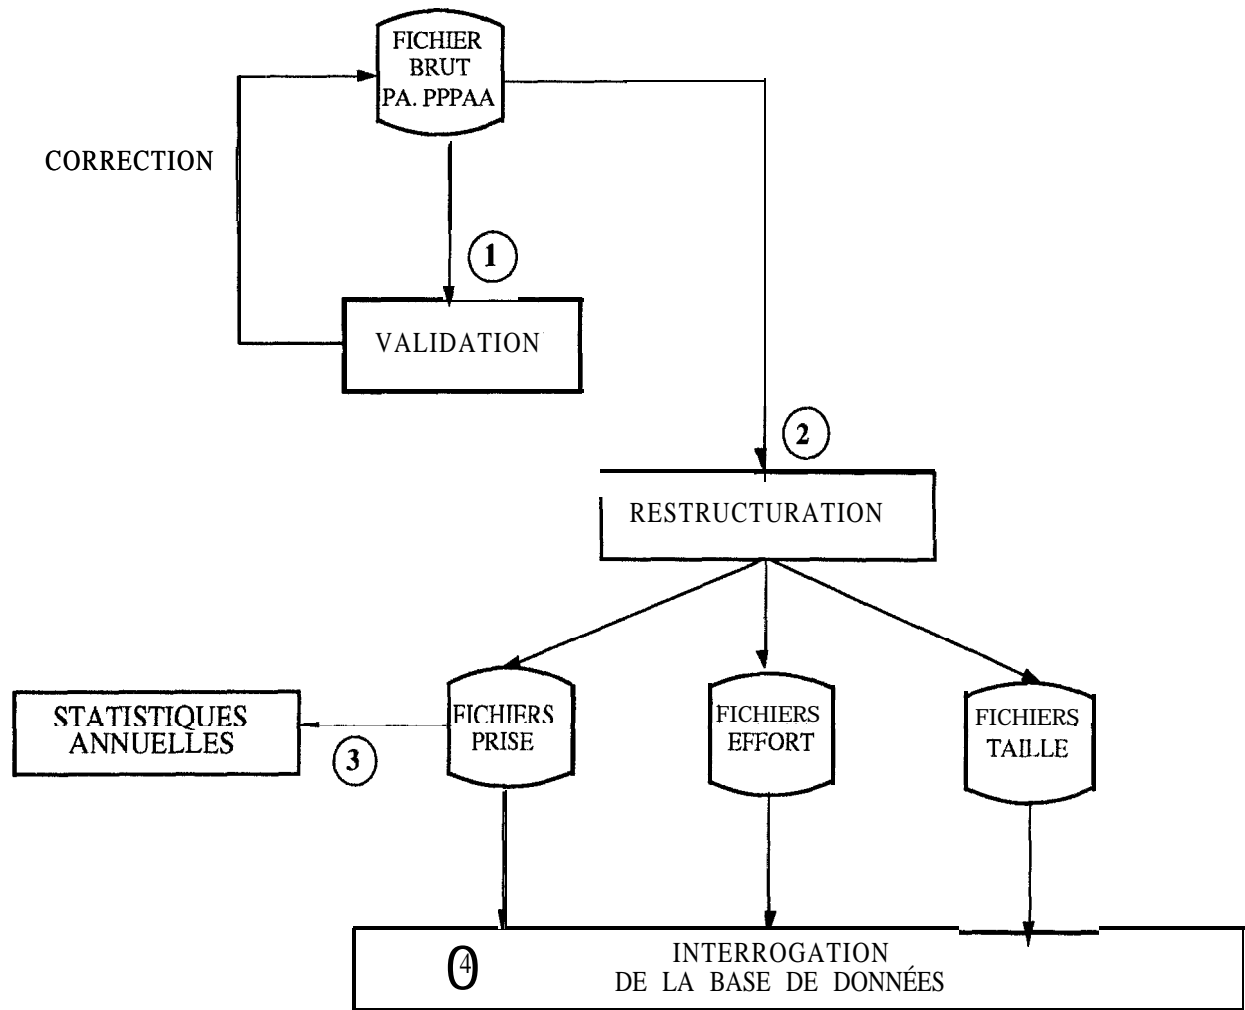 FICHIER
BRUT
PA. PPPAA
CORRECTION
1
VALIDATION
2
RESTRUCTURATION
STATISTIQUES
ANNUELLES
3
FICHIERS
PRISE
FICHIERS
EFFORT
FICHIERS
TAILLE
4
INTERROGATION
DE LA BASE DE DONNÉES